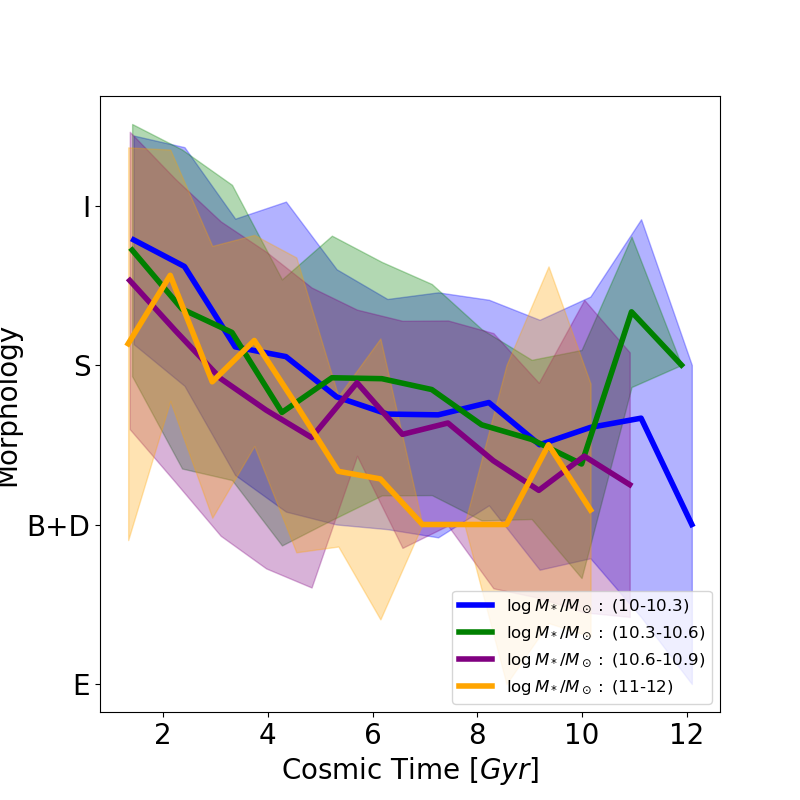 Morphology
I
S
B+D
E
log M*/M⊙ : (10-10.3)
log M*/M⊙ : (10.3-10.6)
log M*/M⊙ : (10.6-10.9)
log M*/M⊙ : (11-12)
2 4 6 8 10 12
Cosmic Time [Gyr]